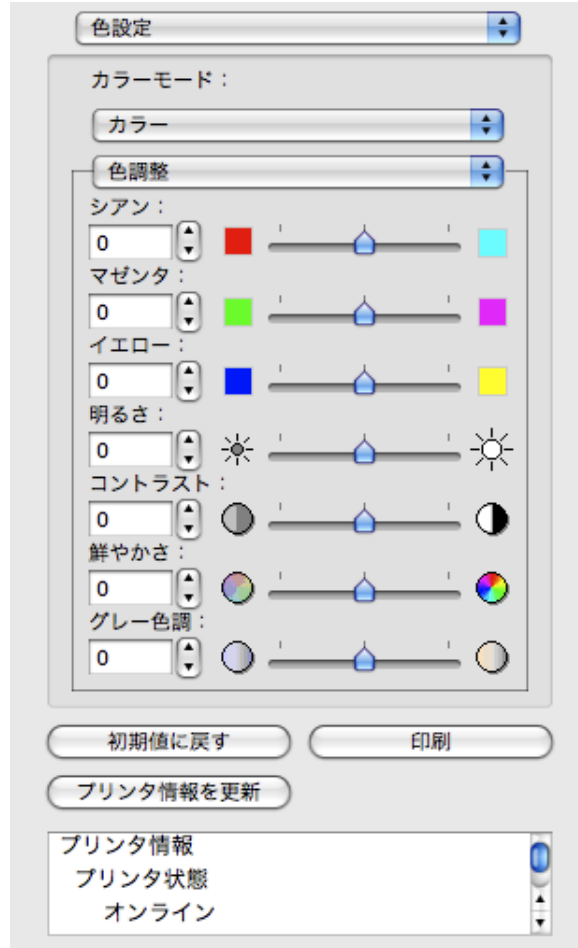 色設定
カラーモード：
カラー
色調整
シアン：
0
マゼンタ：
0
イエロー：
0
明るさ：
0
コントラスト：
0
鮮やかさ：
0
グレー色調：
0
初期値に戻す
印刷
プリンタ情報を更新
プリンタ情報
プリンタ状態
オンライン